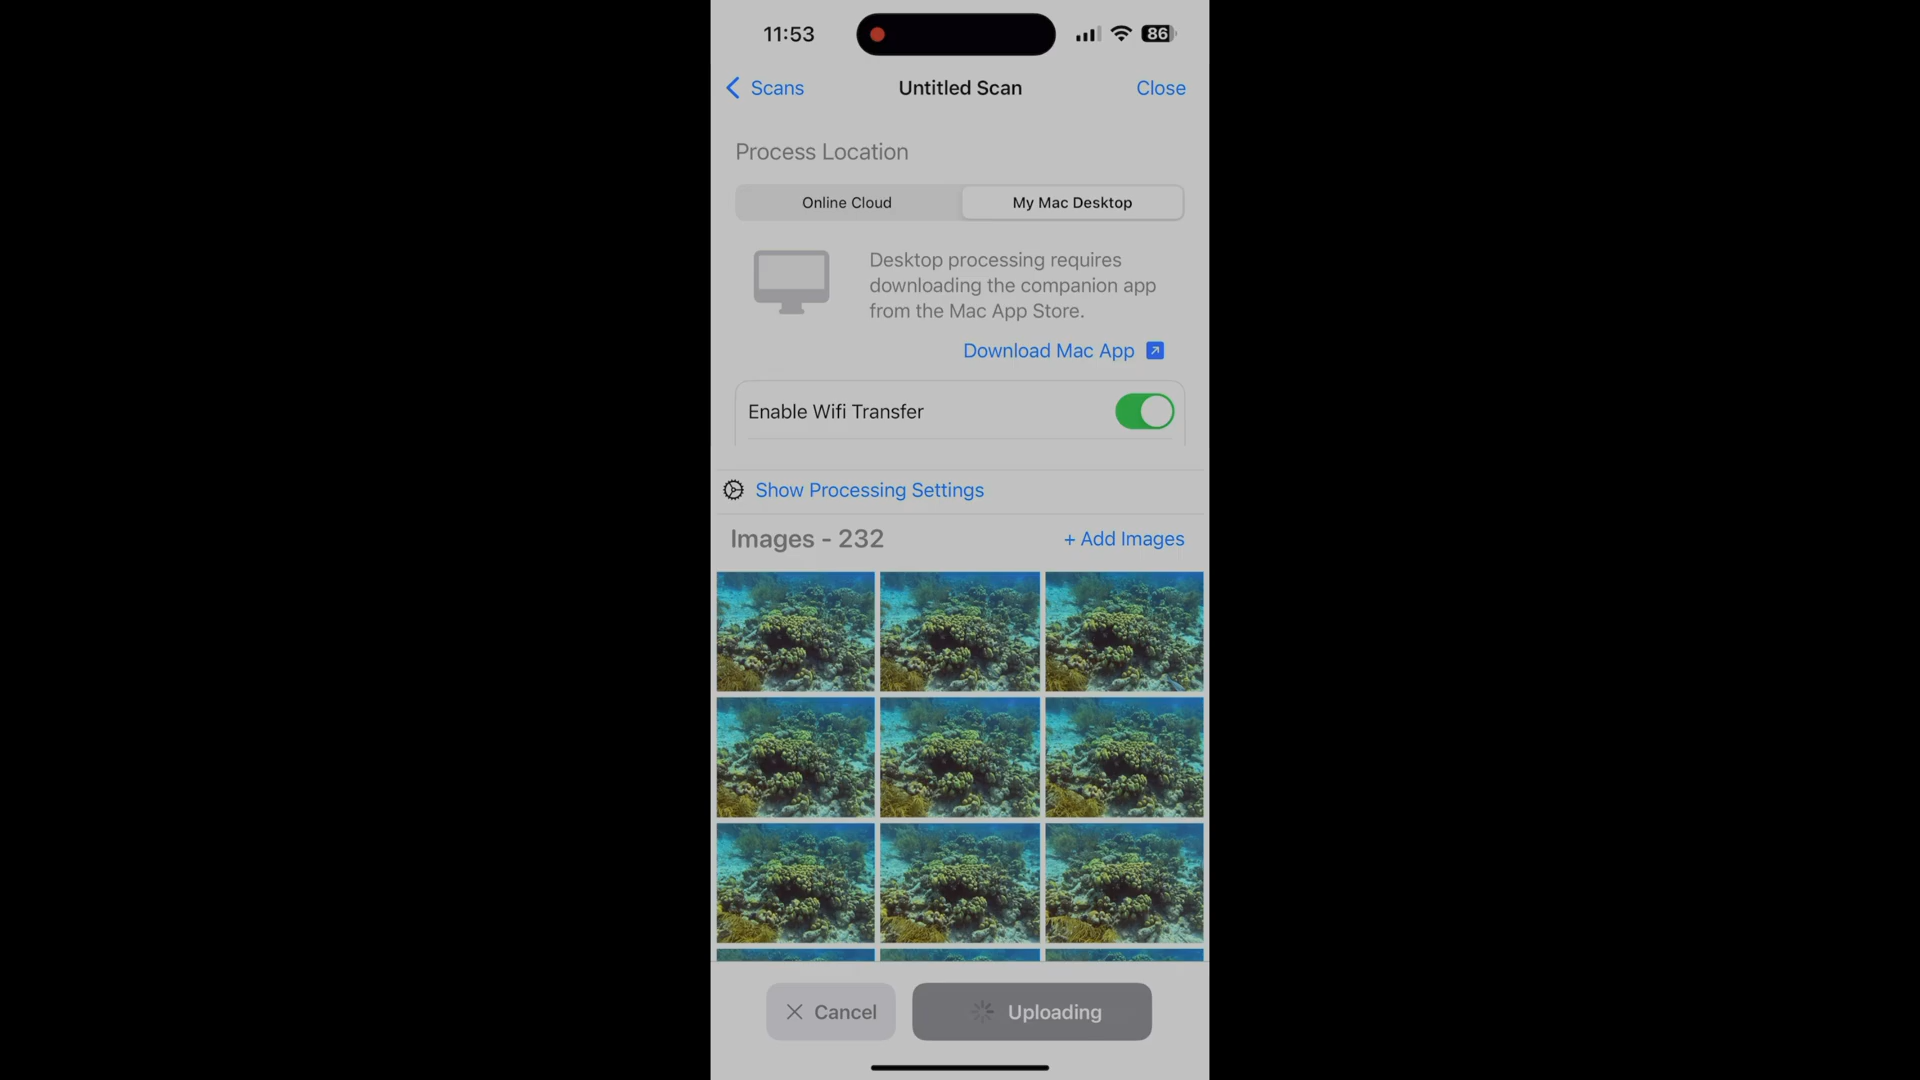 11:53
86
Scans
Untitled Scan
Close
Process Location
Online Cloud
My Mac Desktop
Desktop processing requires
downloading the companion app
from the Mac App Store.
Download Mac App
Enable Wifi Transfer
Show Processing Settings
Images - 232
+ Add Images
Cancel
Uploading